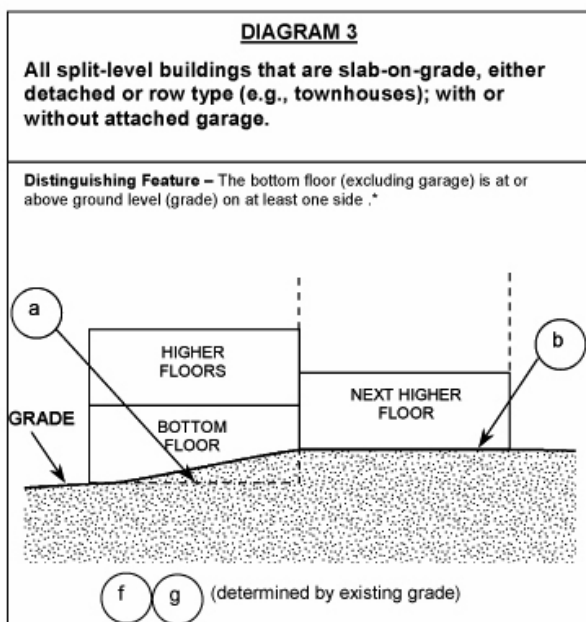 DIAGRAM 3
All split-level buildings that are slab-on-grade, either
detached or row type (e.g., townhouses); with or
without attached garage.
Distinguishing Feature – The bottom floor (excluding garage) is at or
above ground level (grade) on at least one side .*
a
b
HIGHER
FLOORS
NEXT HIGHER
FLOOR
GRADE
BOTTOM
FLOOR
f g (determined by existing grade)